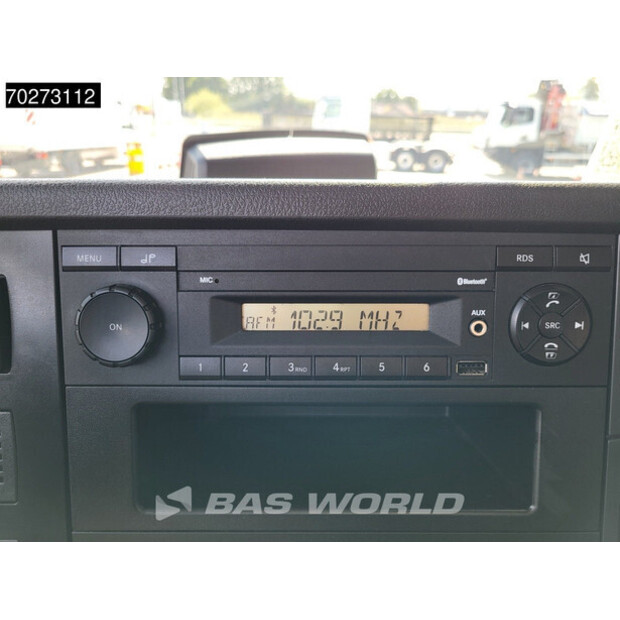 70273112
MENU
RDS
MIC
Bluetooth
AUX
ON
AFM 102.9 MHz
SRC
1 2 3RND 4RPT 5 6
BAS WORLD